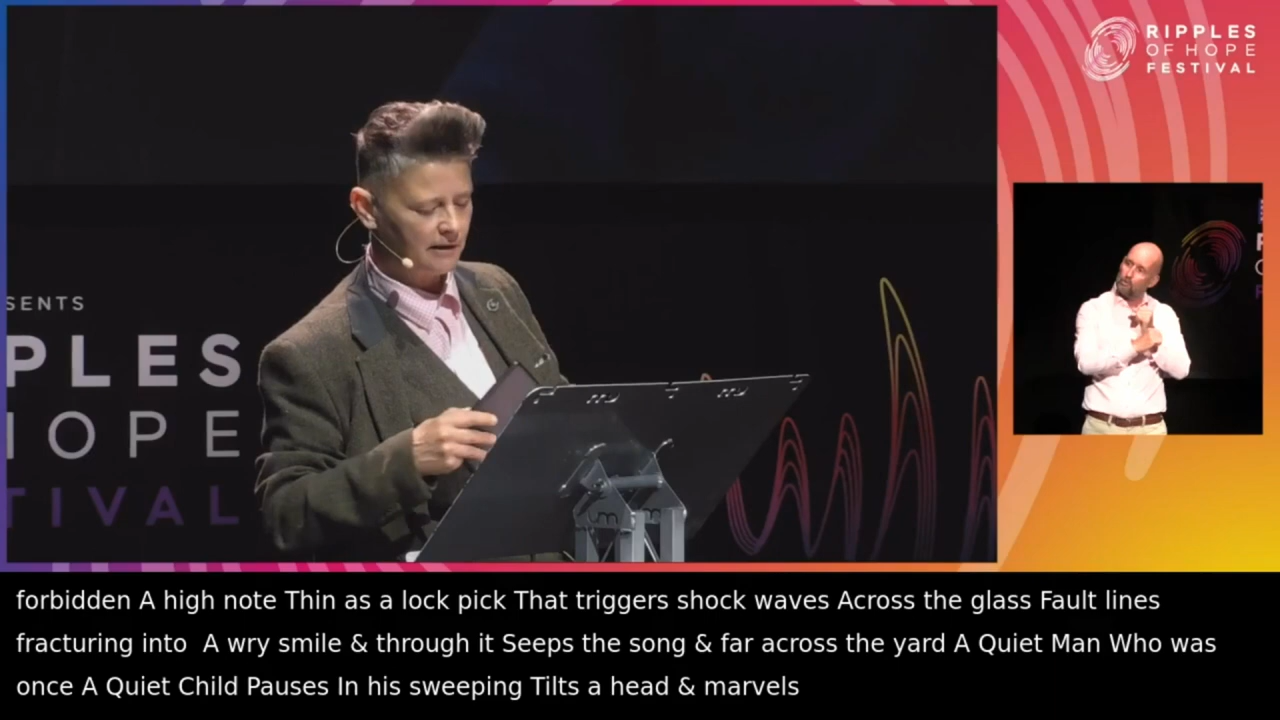 RIPPLES
OF HOPE
FESTIVAL
SENTS
PLES
HOPE
TIVAL
forbidden A high note Thin as a lock pick That triggers shock waves Across the glass Fault lines
fracturing into  A wry smile & through it Seeps the song & far across the yard A Quiet Man Who was
once A Quiet Child Pauses In his sweeping Tilts a head & marvels